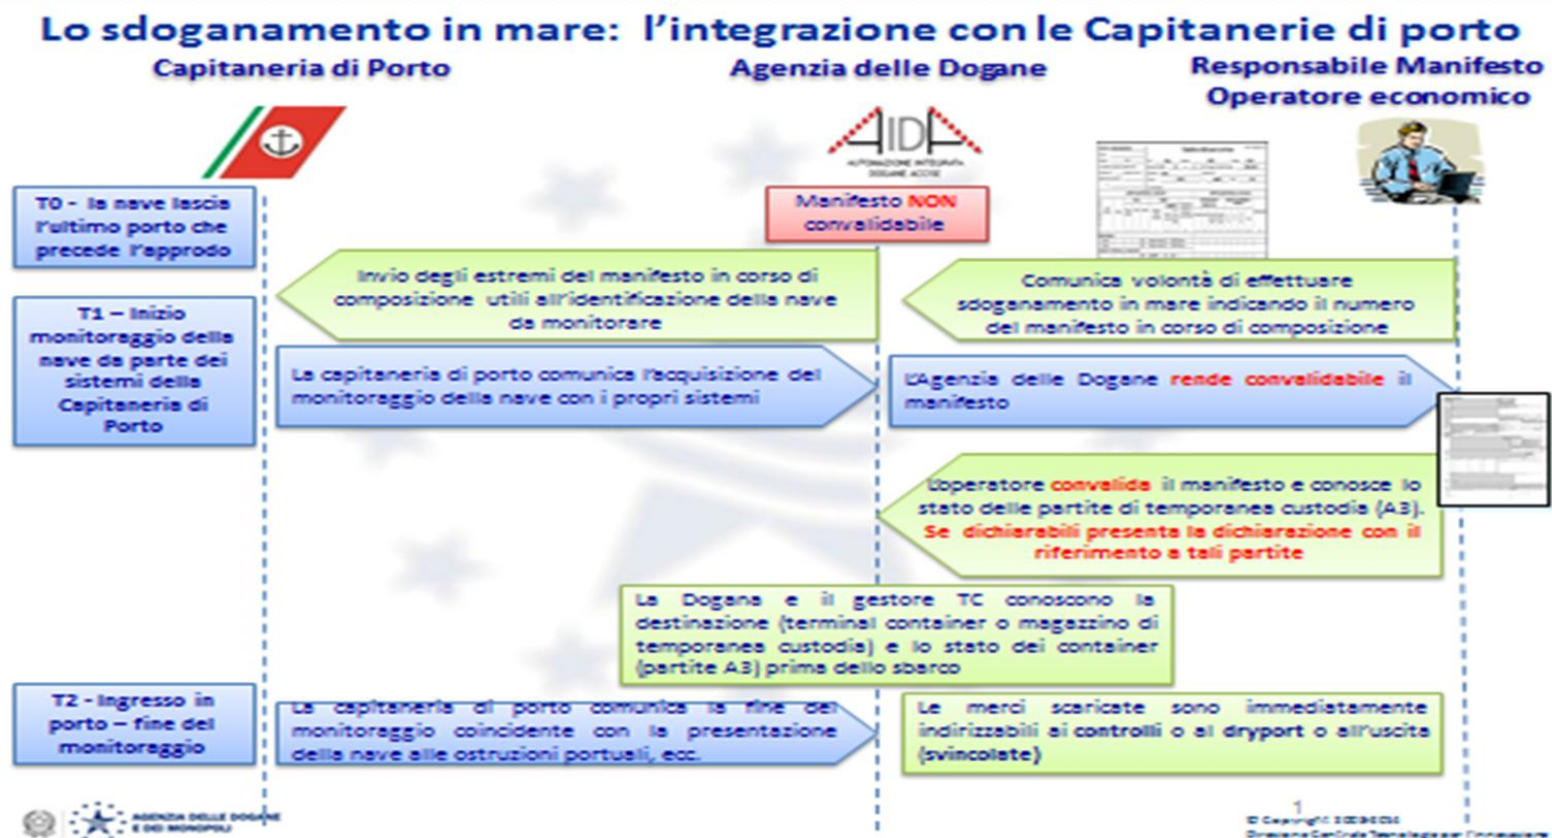 Lo sdoganamento in mare: l'integrazione con le Capitanerie di porto
Capitaneria di Porto
Agenzia delle Dogane
Responsabile Manifesto
Operatore economico
AIDA
AUTOMAZIONE INTEGRATA
DOGANE ACCISE
T0 - la nave lascia
l'ultimo porto che
precede l'approdo
Manifesto NON
convalidabile
Invio degli estremi del manifesto in corso di
composizione utili all'identificazione della nave
da monitorare
Comunica volontà di effettuare
sdoganamento in mare indicando il numero
del manifesto in corso di composizione
T1 – Inizio
monitoraggio della
nave da parte dei
sistemi della
Capitaneria di
Porto
La capitaneria di porto comunica l'acquisizione del
monitoraggio della nave con i propri sistemi
L'Agenzia delle Dogane rende convalidabile il
manifesto
L'operatore convalida il manifesto e conosce lo
stato delle partite di temporanea custodia (A3).
Se dichiarabili presenta la dichiarazione con il
riferimento a tali partite
La Dogana e il gestore TC conoscono la
destinazione (terminal container o magazzino di
temporanea custodia) e lo stato dei container
(partite A3) prima dello sbarco
T2 - Ingresso in
porto – fine del
monitoraggio
La capitaneria di porto comunica la fine del
monitoraggio coincidente con la presentazione
della nave alle ostruzioni portuali, ecc.
Le merci scaricate sono immediatamente
indirizzabili ai controlli o al dryport o all'uscita
(svincolate)
AGENZIA DELLE DOGANE
E DEI MONOPOLI
1
© Copyright